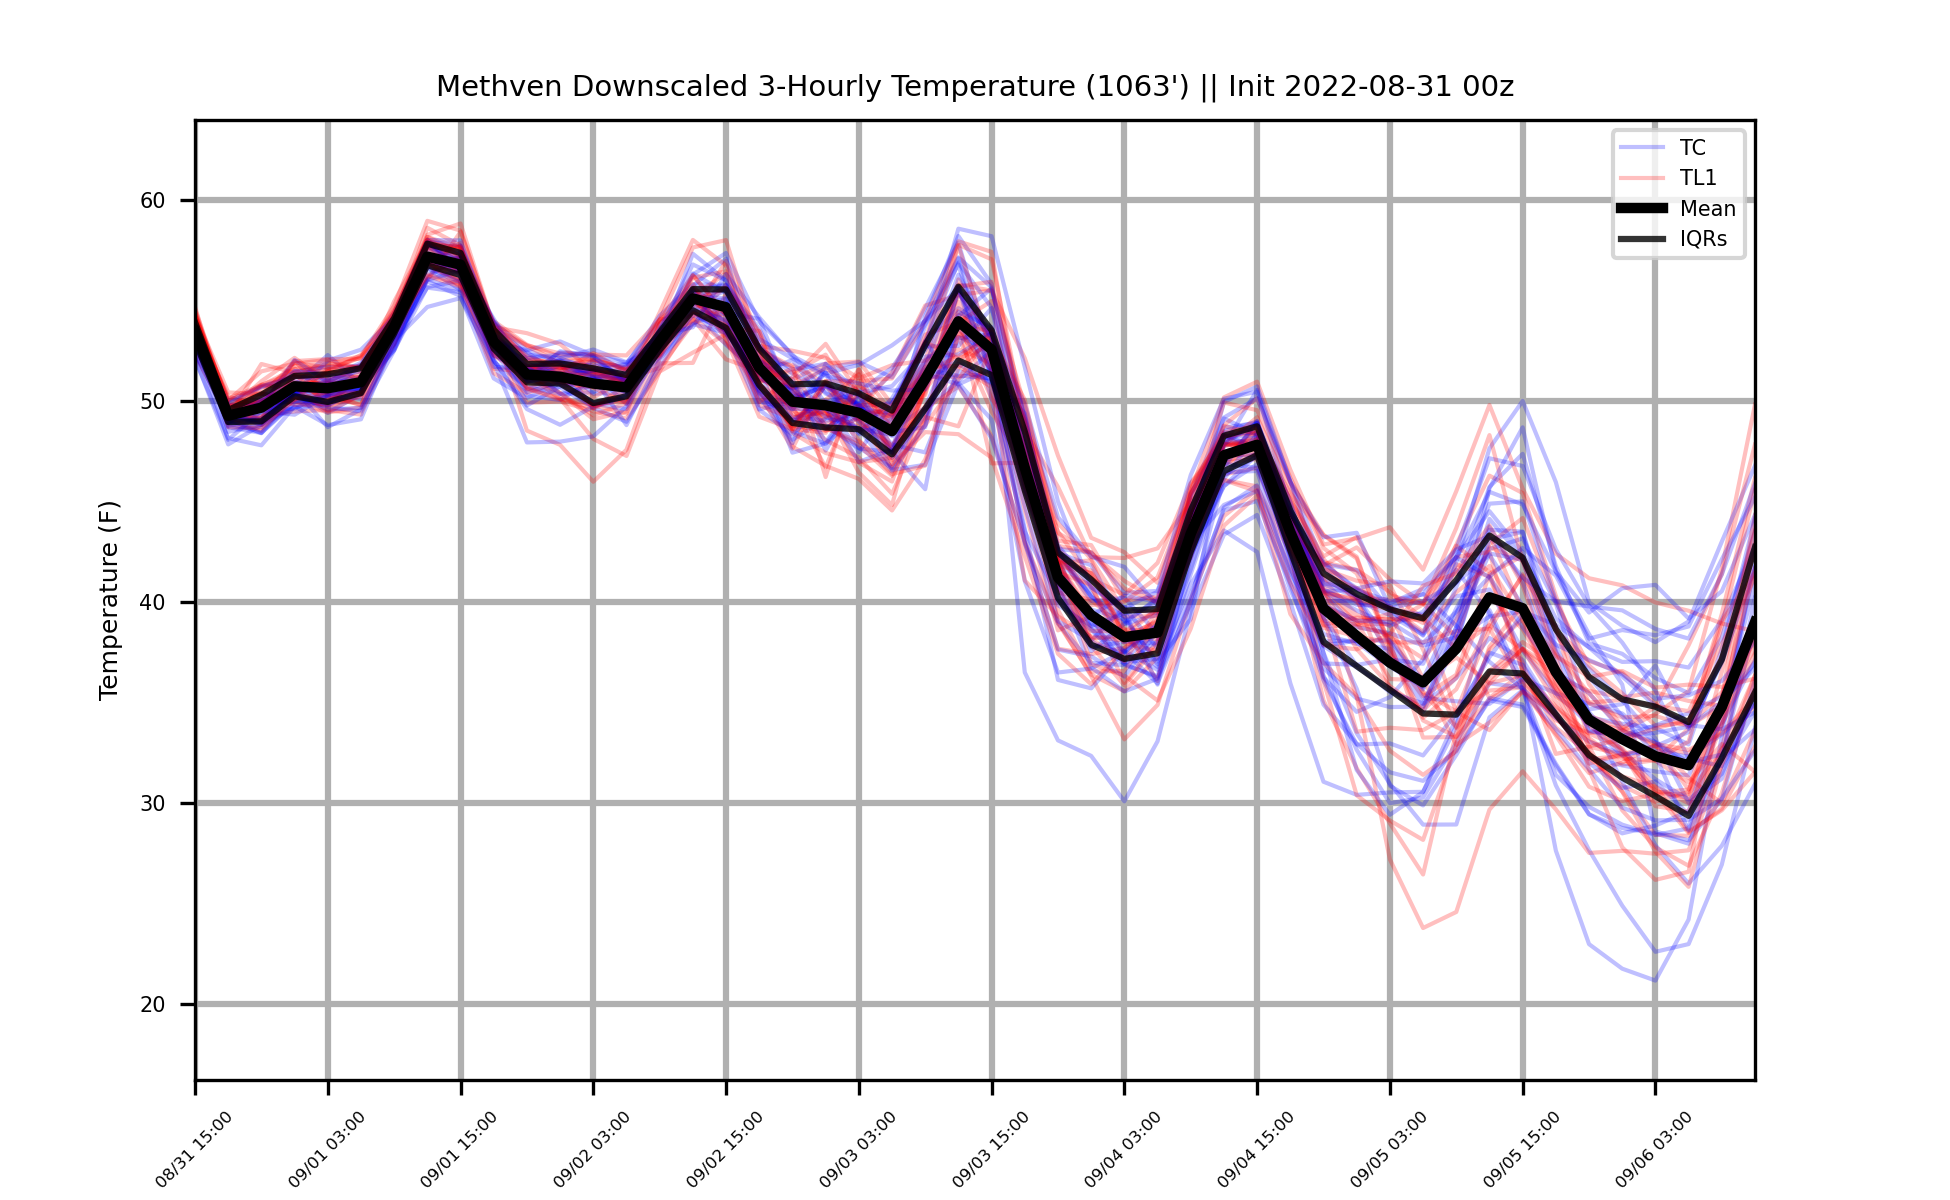 Methven Downscaled 3-Hourly Temperature (1063') || Init 2022-08-31 00z
TC
TL1
Mean
IQRs
Temperature (F)
60
50
40
30
20
08/31 15:00
09/01 03:00
09/01 15:00
09/02 03:00
09/02 15:00
09/03 03:00
09/03 15:00
09/04 03:00
09/04 15:00
09/05 03:00
09/05 15:00
09/06 03:00